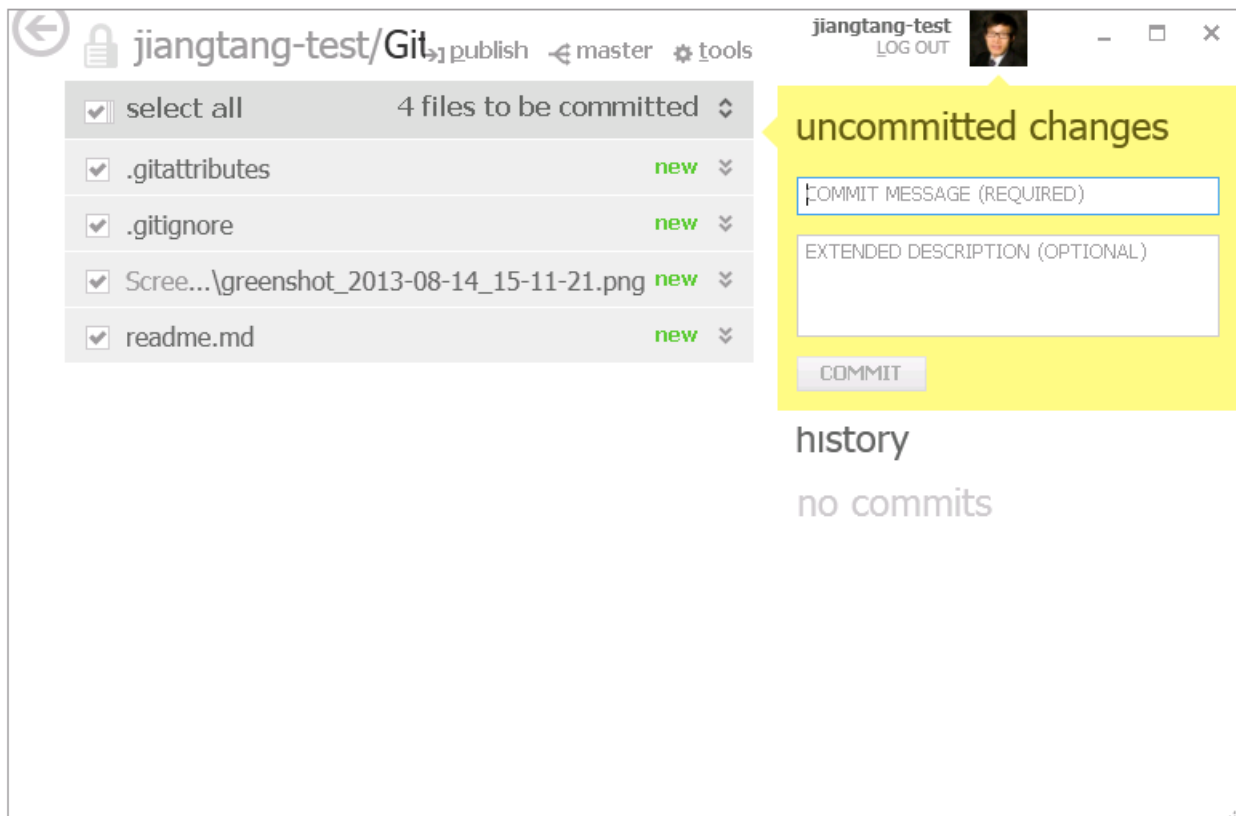 jiangtang-test/Git publish master tools
jiangtang-test
LOG OUT
select all 4 files to be committed
.gitattributes new
.gitignore new
Scree...\greenshot_2013-08-14_15-11-21.png new
readme.md new
uncommitted changes
COMMIT MESSAGE (REQUIRED)
EXTENDED DESCRIPTION (OPTIONAL)
COMMIT
history
no commits